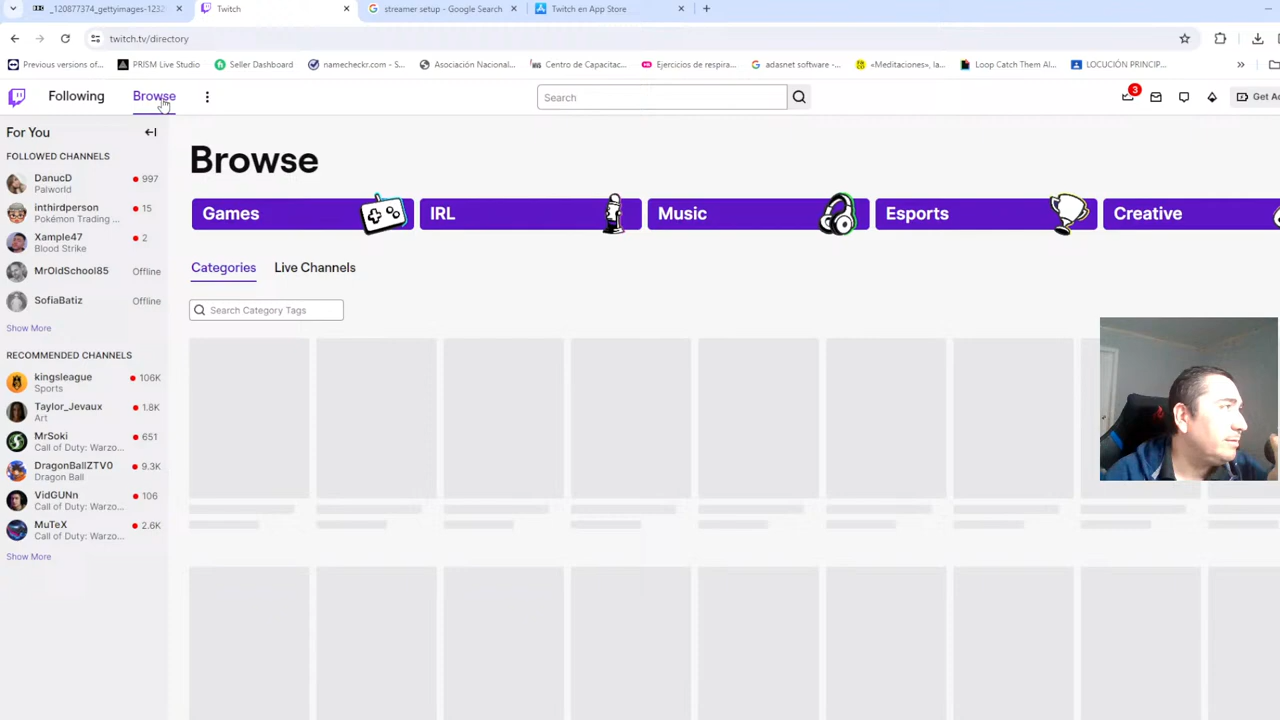 _120877374_gettyimages-1232
Twitch
streamer setup - Google Search
Twitch en App Store
twitch.tv/directory
Previous versions of...
PRISM Live Studio
Seller Dashboard
namecheckr.com - S...
Asociación Nacional...
Centro de Capacitac...
Ejercicios de respira...
adasnet software -...
«Meditaciones», la...
Loop Catch Them Al...
LOCUCIÓN PRINCIP...
Following
Browse
Search
3
Get Ad
For You
FOLLOWED CHANNELS
DanucD
997
Palworld
inthirdperson
15
Pokémon Trading ...
Xample47
2
Blood Strike
MrOldSchool85
Offline
SofiaBatiz
Offline
Show More
RECOMMENDED CHANNELS
kingsleague
106K
Sports
Taylor_Jevaux
1.8K
Art
MrSoki
651
Call of Duty: Warzo...
DragonBallZTV0
9.3K
Dragon Ball
VidGUNn
106
Call of Duty: Warzo...
MuTeX
2.6K
Call of Duty: Warzo...
Show More
Browse
Games
IRL
Music
Esports
Creative
Categories
Live Channels
Search Category Tags